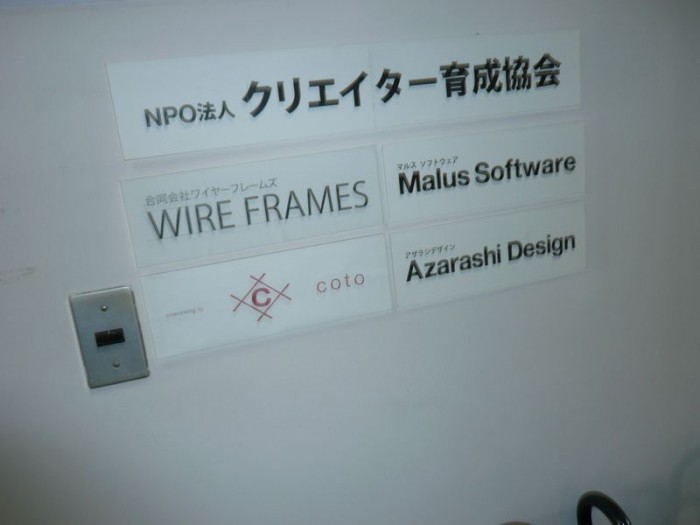 NPO法人 クリエイター育成協会
合同会社ワイヤーフレームズ
WIRE FRAMES
マルス ソフトウェア
Malus Software
C coto
アザラシデザイン
Azarashi Design